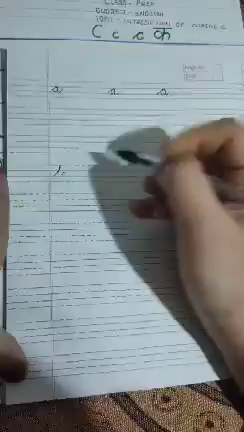 CLASS - PREP
SUBJECT - ENGLISH
TOPIC - INTRODUCTION OF CURSIVE
C c c ch
a a a